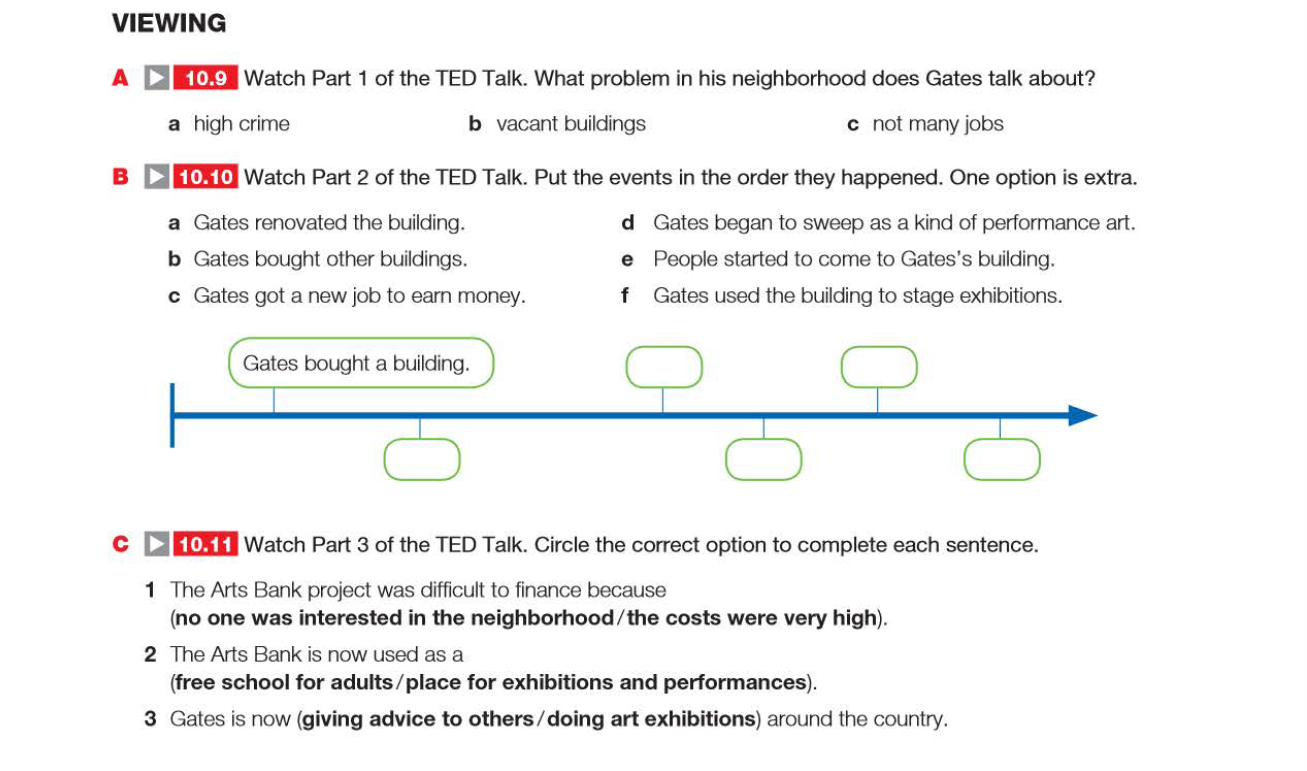 VIEWING
A 10.9 Watch Part 1 of the TED Talk. What problem in his neighborhood does Gates talk about?
a high crime b vacant buildings c not many jobs
B 10.10 Watch Part 2 of the TED Talk. Put the events in the order they happened. One option is extra.
a Gates renovated the building. d Gates began to sweep as a kind of performance art.
b Gates bought other buildings. e People started to come to Gates's building.
c Gates got a new job to earn money. f Gates used the building to stage exhibitions.
Gates bought a building.
C 10.11 Watch Part 3 of the TED Talk. Circle the correct option to complete each sentence.
1 The Arts Bank project was difficult to finance because
(no one was interested in the neighborhood/the costs were very high).
2 The Arts Bank is now used as a
(free school for adults/place for exhibitions and performances).
3 Gates is now (giving advice to others/doing art exhibitions) around the country.